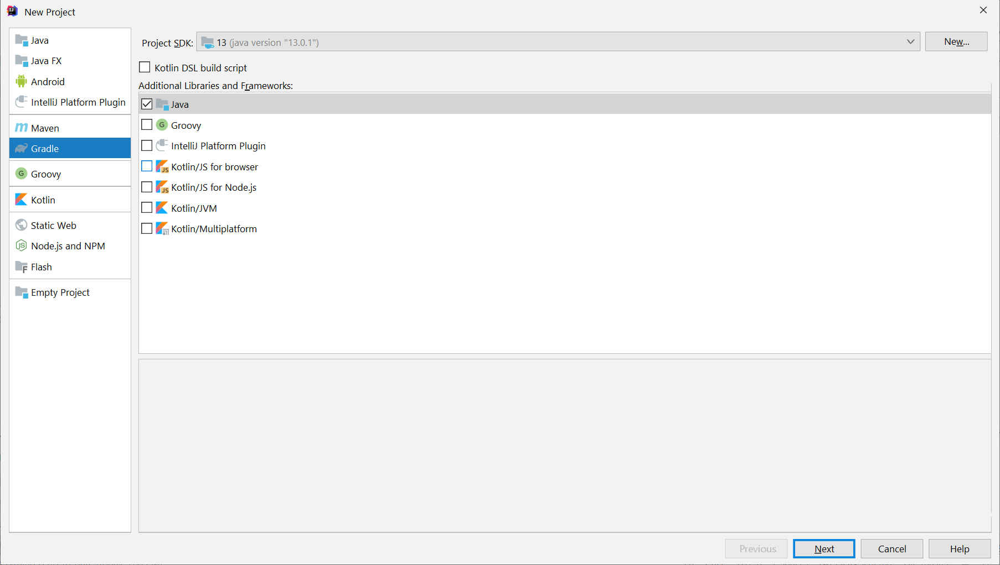 New Project
Java
Java FX
Android
IntelliJ Platform Plugin
Maven
Gradle
Groovy
Kotlin
Static Web
Node.js and NPM
Flash
Empty Project
Project SDK: 13 (java version "13.0.1") New...
Kotlin DSL build script
Additional Libraries and Frameworks:
Java
Groovy
IntelliJ Platform Plugin
Kotlin/JS for browser
Kotlin/JS for Node.js
Kotlin/JVM
Kotlin/Multiplatform
Previous Next Cancel Help